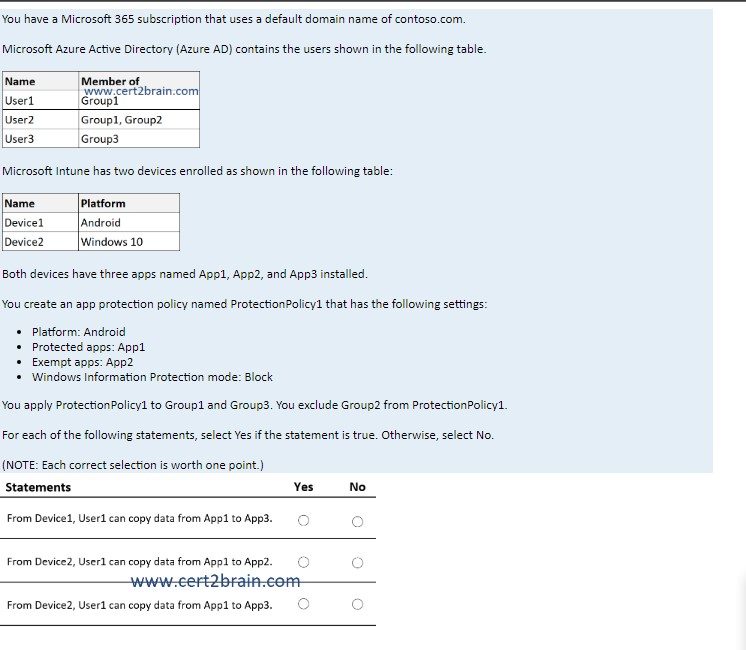 You have a Microsoft 365 subscription that uses a default domain name of contoso.com.
Microsoft Azure Active Directory (Azure AD) contains the users shown in the following table.
Name Member of
www.cert2brain.com
User1 Group1
User2 Group1, Group2
User3 Group3
Microsoft Intune has two devices enrolled as shown in the following table:
Name Platform
Device1 Android
Device2 Windows 10
Both devices have three apps named App1, App2, and App3 installed.
You create an app protection policy named ProtectionPolicy1 that has the following settings:
• Platform: Android
• Protected apps: App1
• Exempt apps: App2
• Windows Information Protection mode: Block
You apply ProtectionPolicy1 to Group1 and Group3. You exclude Group2 from ProtectionPolicy1.
For each of the following statements, select Yes if the statement is true. Otherwise, select No.
(NOTE: Each correct selection is worth one point.)
Statements Yes No
From Device1, User1 can copy data from App1 to App3.
From Device2, User1 can copy data from App1 to App2.
www.cert2brain.com
From Device2, User1 can copy data from App1 to App3.